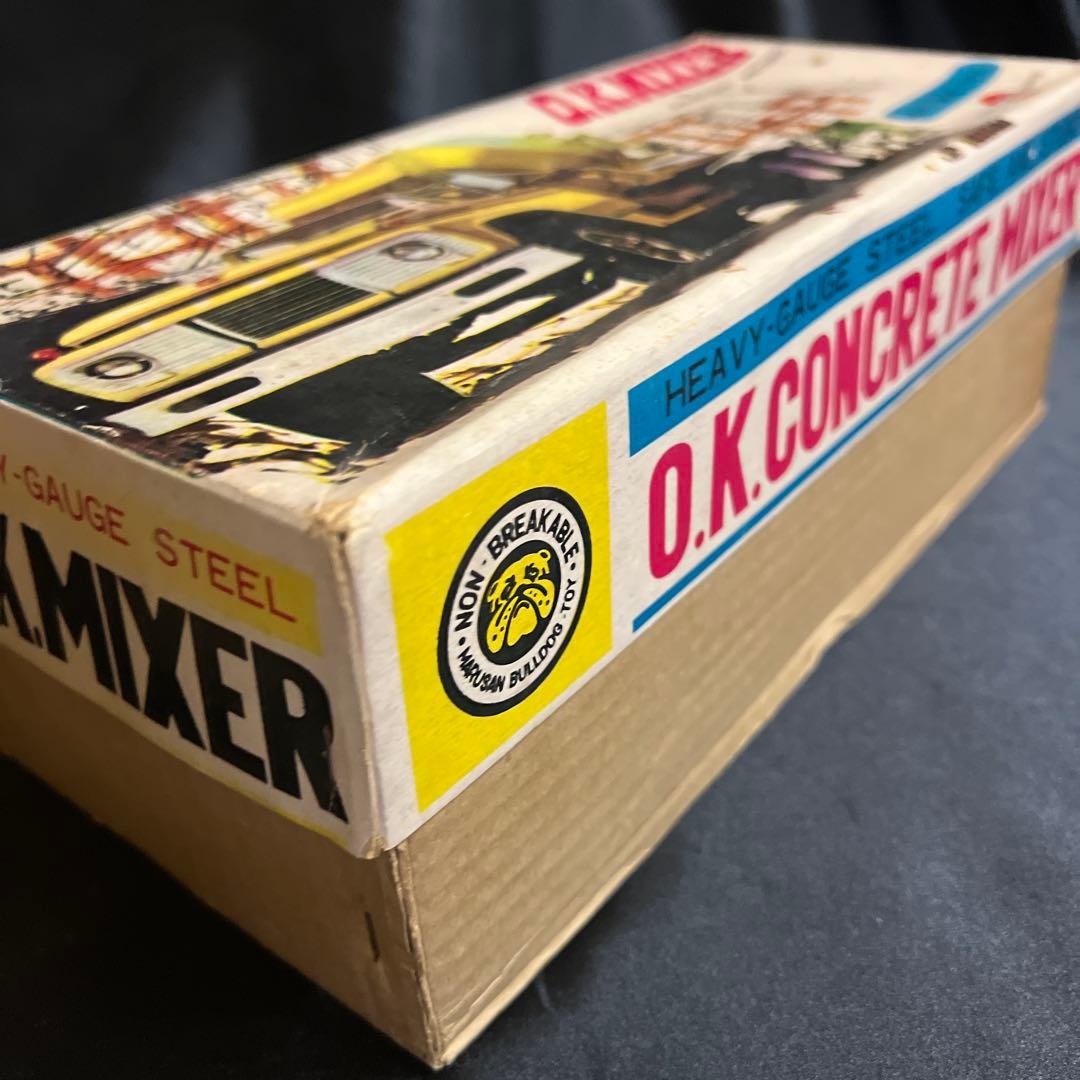 O.K.MIXER
HEAVY-GAUGE STEEL
O.K.CONCRETE MIXER
NON-BREAKABLE·TOY
MARUSAN BULLDOG
Y-GAUGE STEEL
K.MIXER